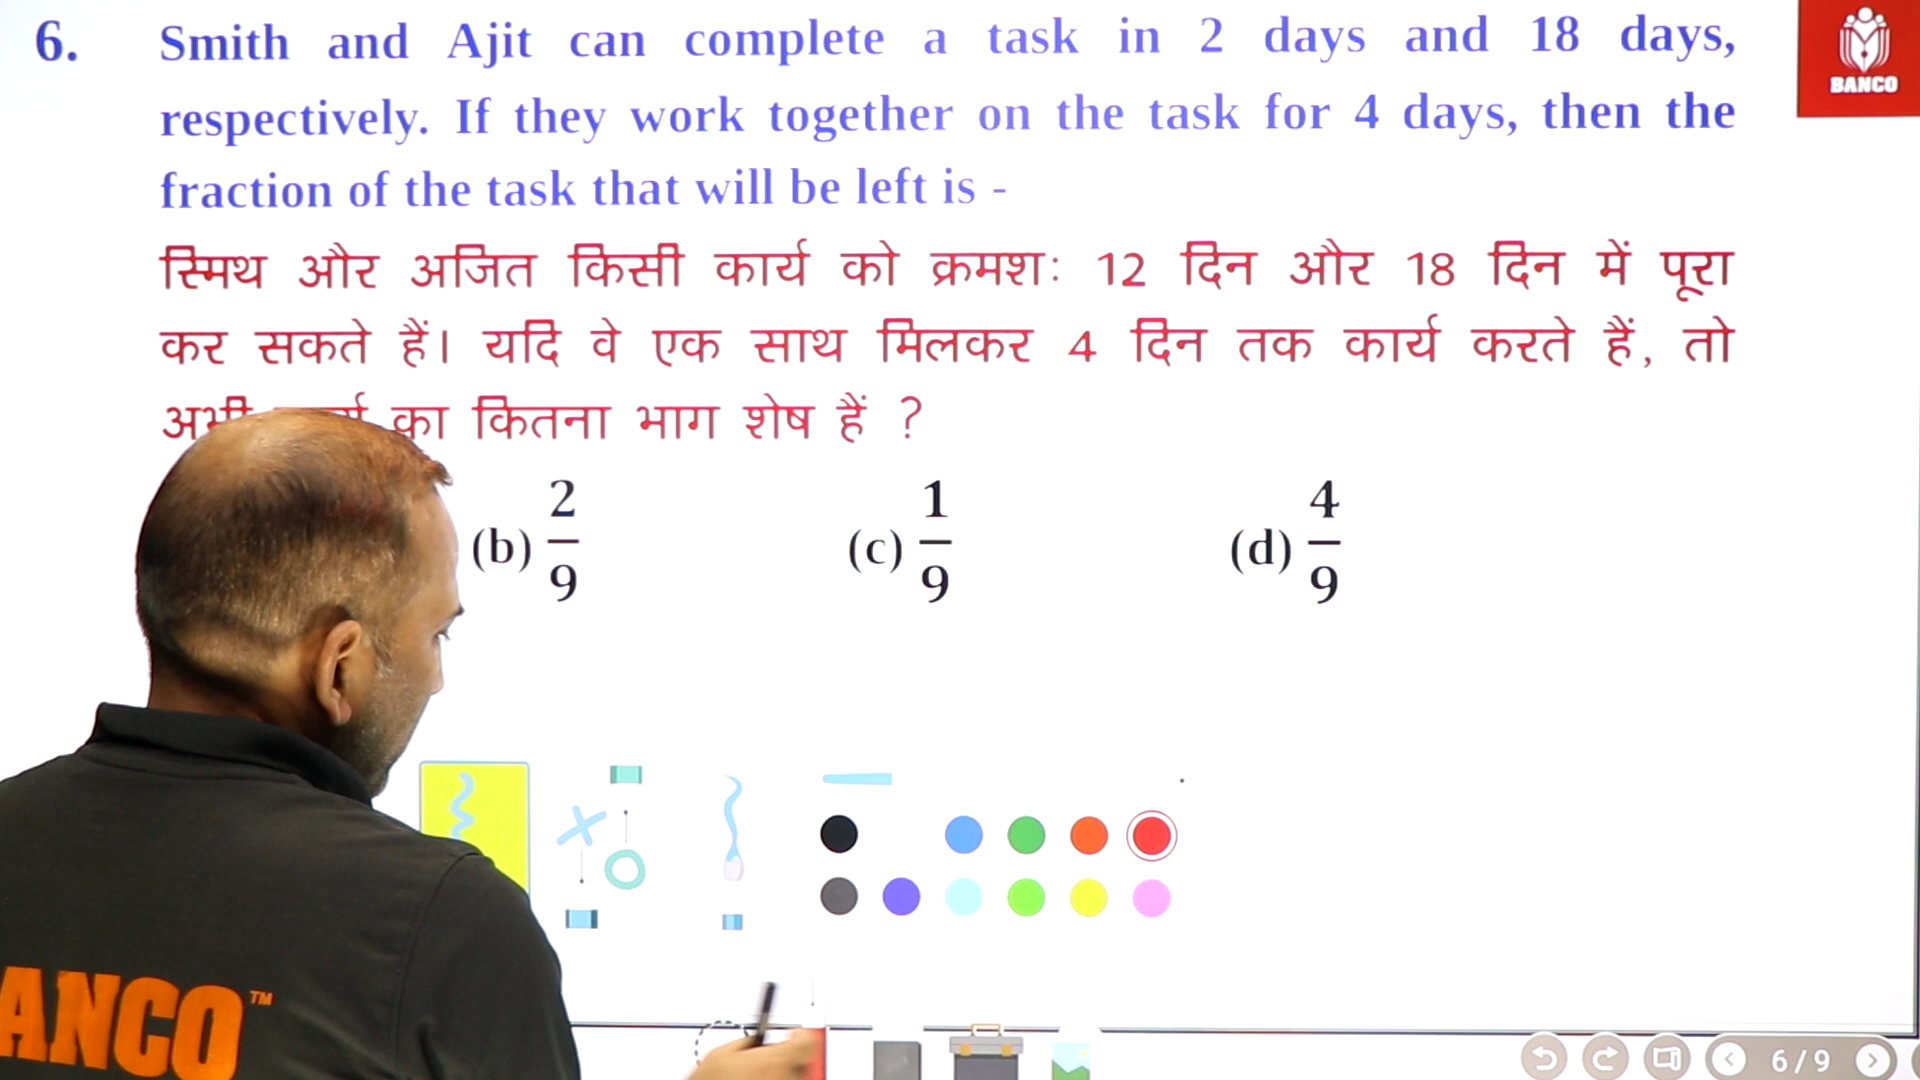 6. Smith and Ajit can complete a task in 2 days and 18 days,
respectively. If they work together on the task for 4 days, then the
fraction of the task that will be left is -
स्मिथ और अजित किसी कार्य को क्रमशः 12 दिन और 18 दिन में पूरा
कर सकते हैं। यदि वे एक साथ मिलकर 4 दिन तक कार्य करते हैं, तो
का कितना भाग शेष हैं ?
(b) 2/9 (c) 1/9 (d) 4/9
BANCO
ANCO™
6/9